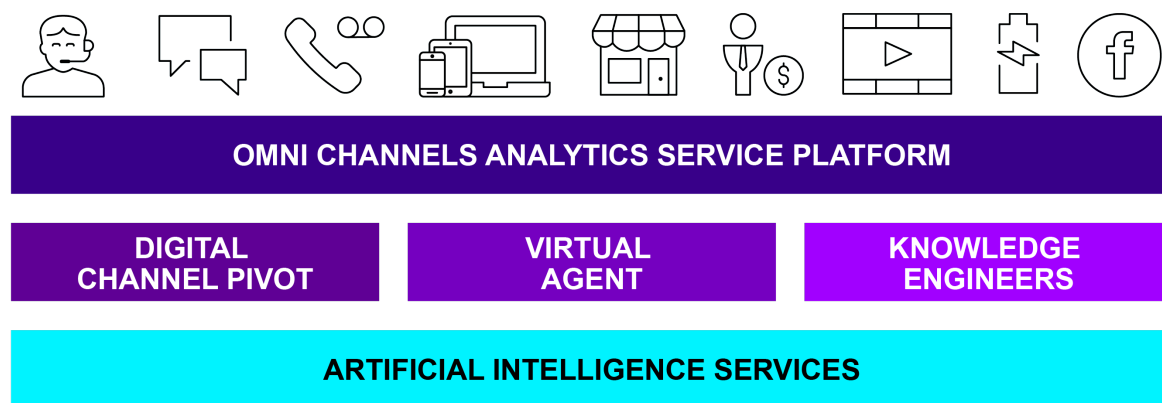 OMNI CHANNELS ANALYTICS SERVICE PLATFORM
DIGITAL
CHANNEL PIVOT
VIRTUAL
AGENT
KNOWLEDGE
ENGINEERS
ARTIFICIAL INTELLIGENCE SERVICES